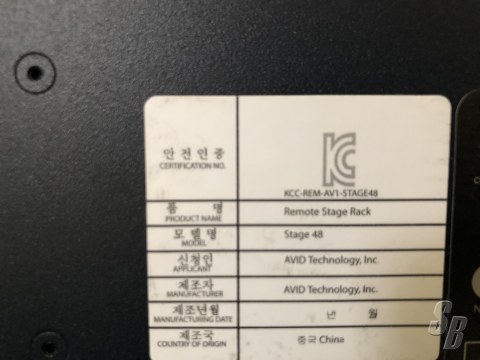 안 전 인 증
CERTIFICATION NO.
KC
KCC-REM-AV1-STAGE48
품 명
PRODUCT NAME
Remote Stage Rack
모 델 명
MODEL
Stage 48
신청인
APPLICANT
AVID Technology, Inc.
제조자
MANUFACTURER
AVID Technology, Inc.
제조년월
MANUFACTURING DATE
년 월
제조국
COUNTRY OF ORIGIN
중국 China
SB